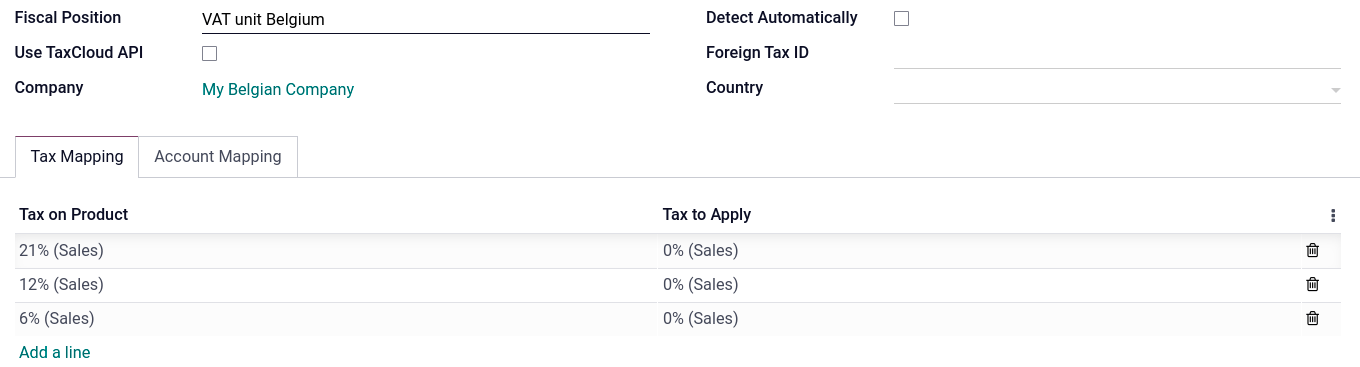 Fiscal Position VAT unit Belgium Detect Automatically
Use TaxCloud API Foreign Tax ID
Company My Belgian Company Country
Tax Mapping Account Mapping
Tax on Product Tax to Apply
21% (Sales) 0% (Sales)
12% (Sales) 0% (Sales)
6% (Sales) 0% (Sales)
Add a line